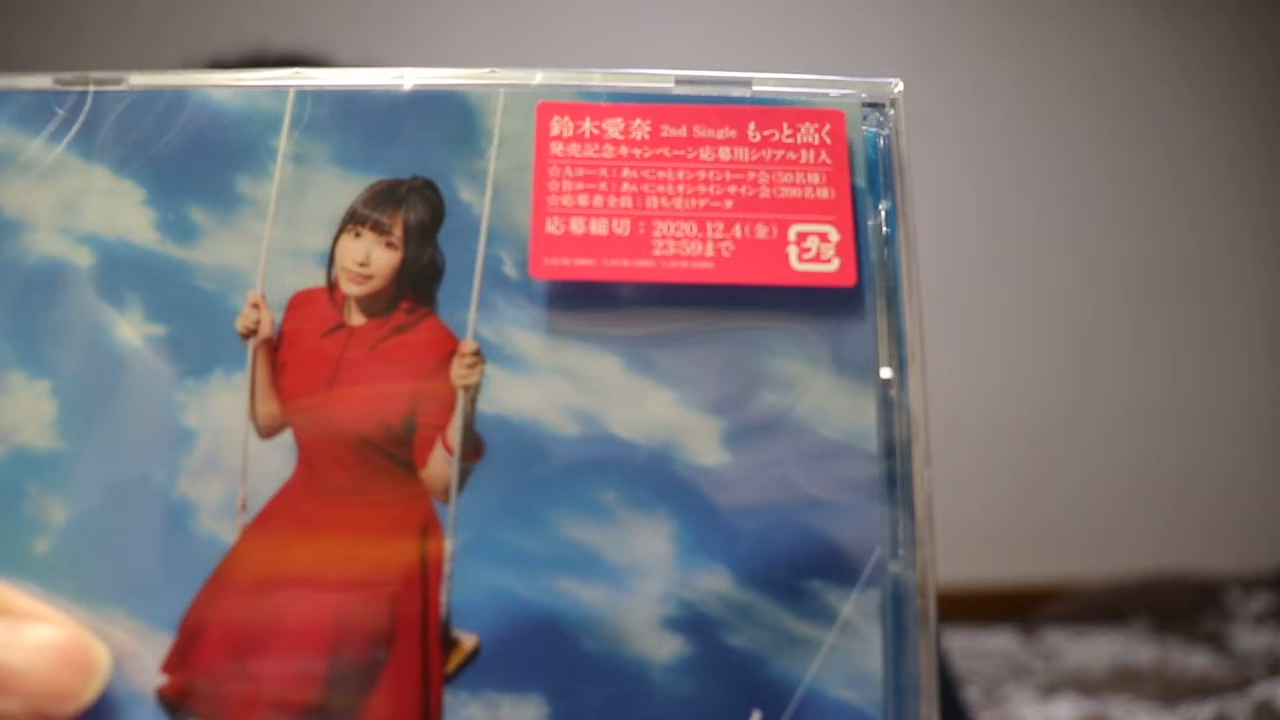 鈴木愛奈 2nd Single もっと高く
発売記念キャンペーン応募用シリアル封入
☆Aコース：あいにゃとオンライントーク会(50名様)
☆Bコース：あいにゃとオンラインサイン会(200名様)
☆応募者全員：待ち受けデータ
応募締切：2020.12.4(金)
23:59まで
プラ